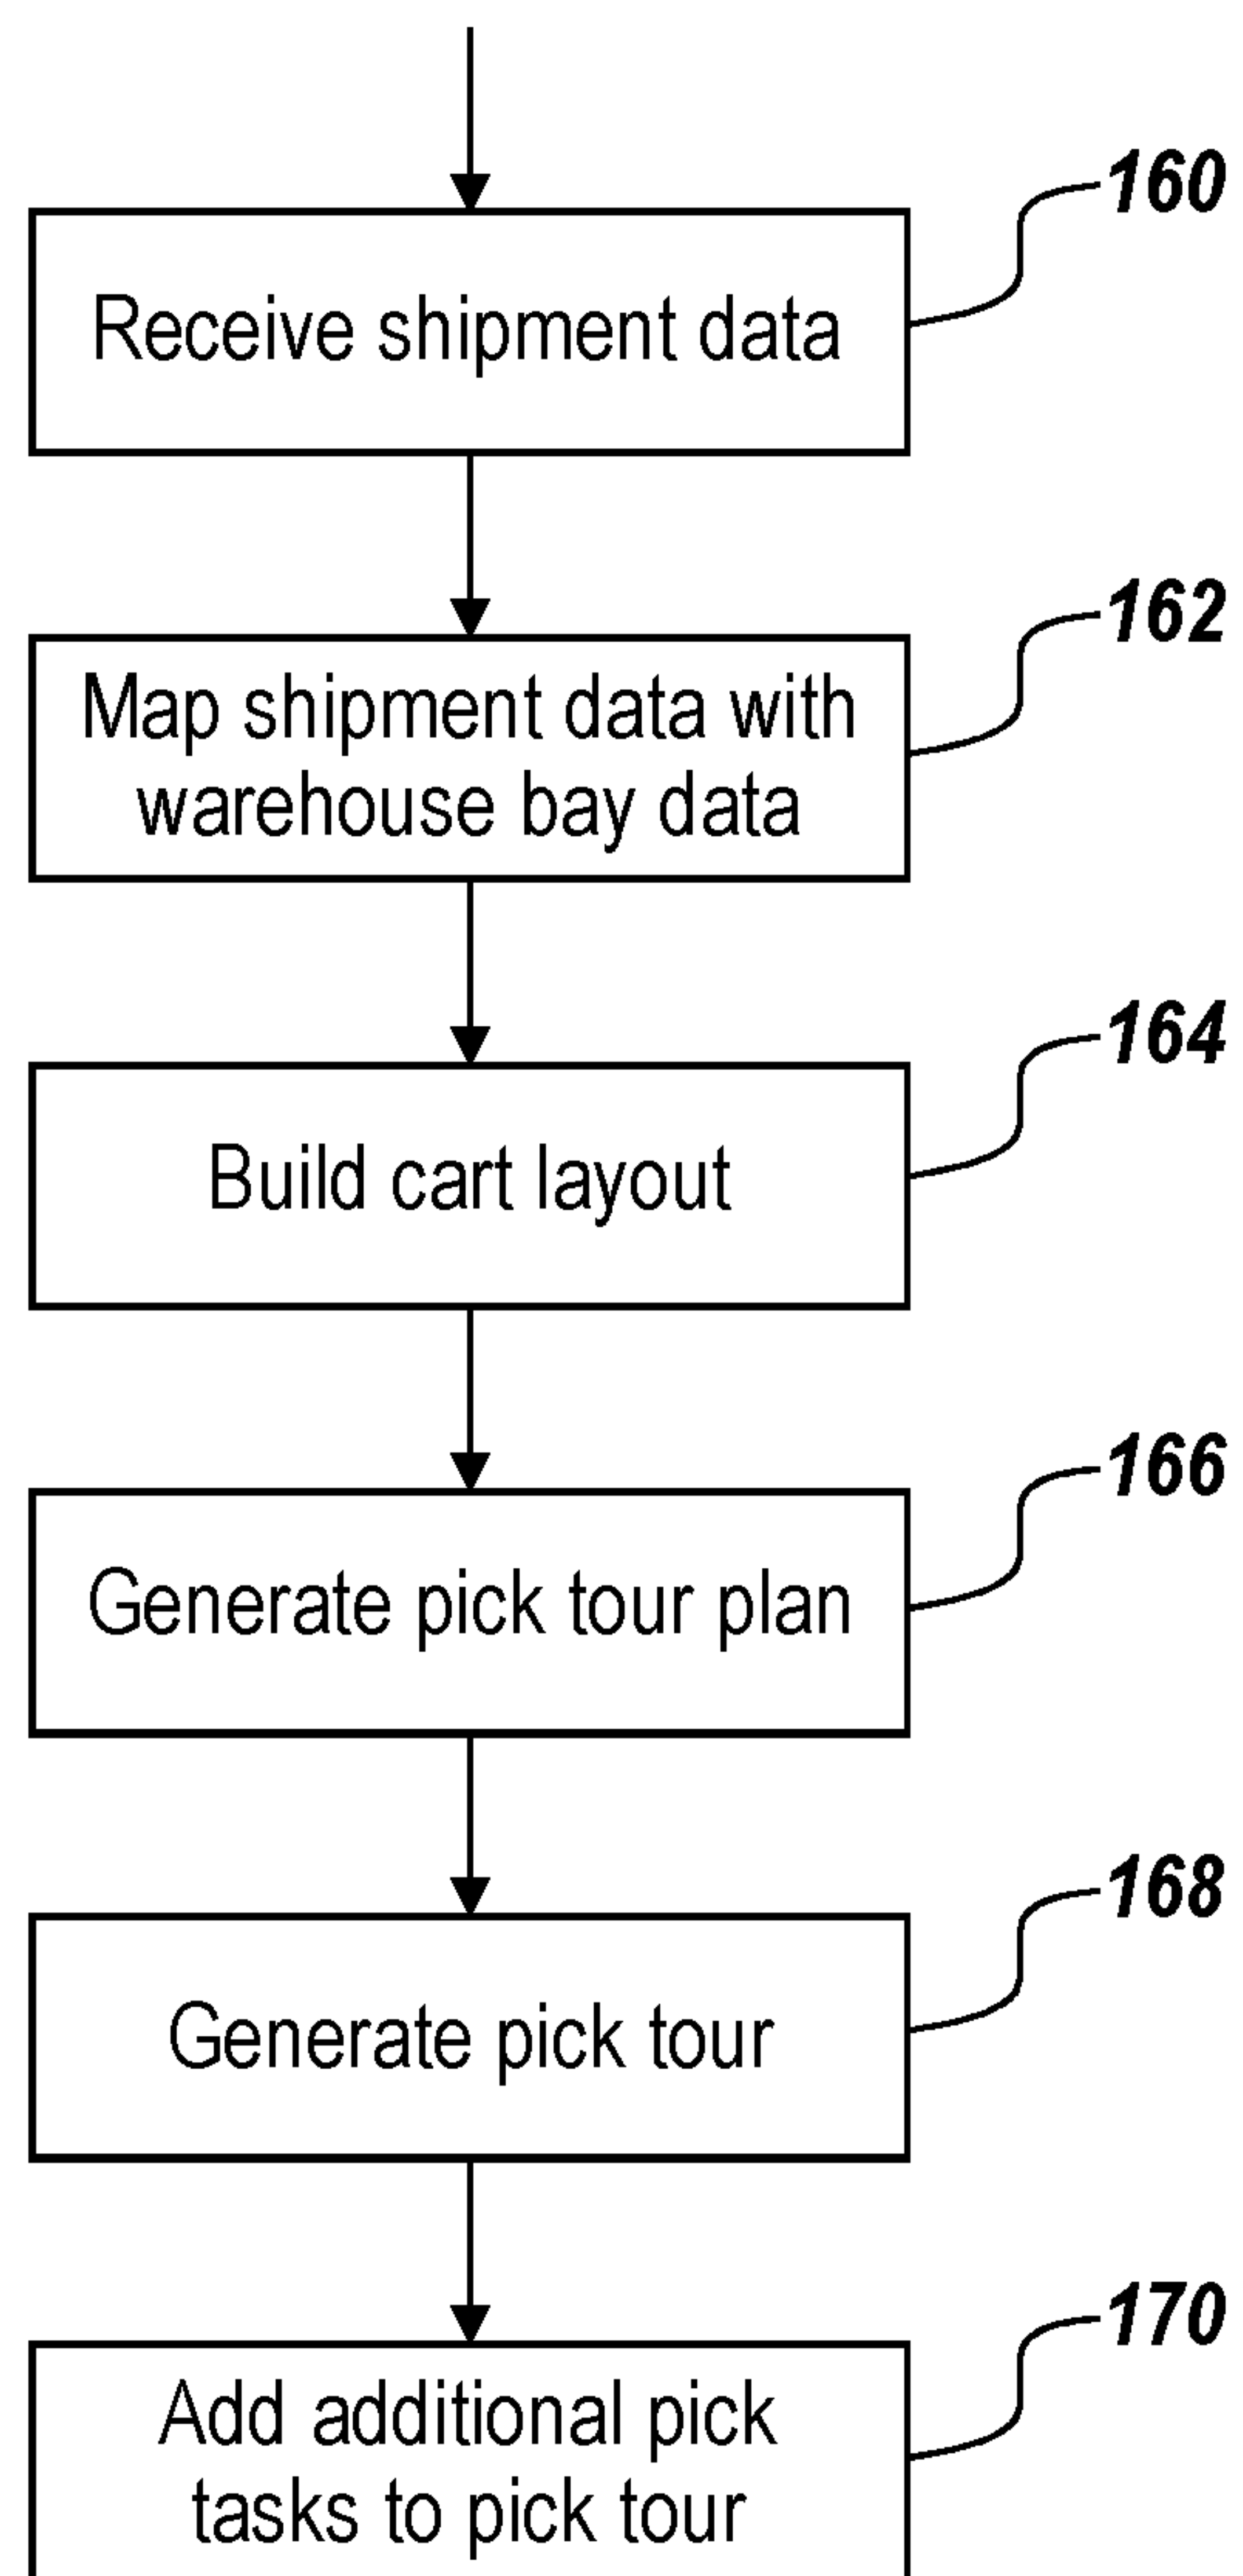 160
Receive shipment data
162
Map shipment data with
warehouse bay data
164
Build cart layout
166
Generate pick tour plan
168
Generate pick tour
170
Add additional pick
tasks to pick tour